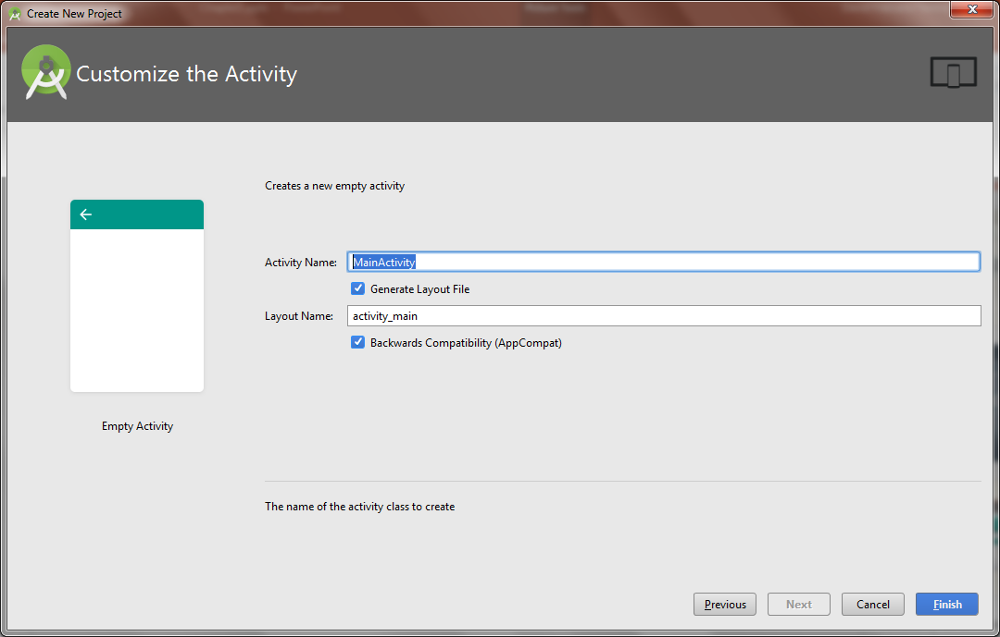 Create New Project
Customize the Activity
Creates a new empty activity
Activity Name: MainActivity
Generate Layout File
Layout Name: activity_main
Backwards Compatibility (AppCompat)
Empty Activity
The name of the activity class to create
Previous Next Cancel Finish